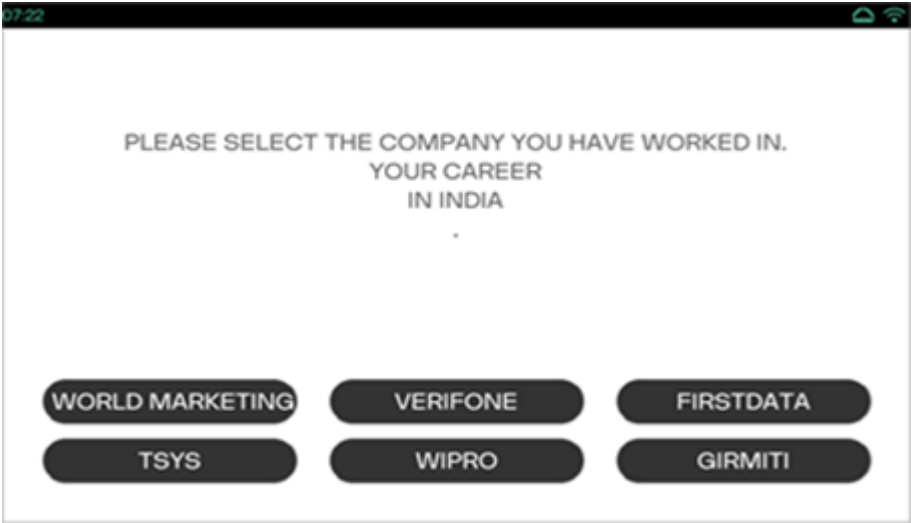 07:22
PLEASE SELECT THE COMPANY YOU HAVE WORKED IN.
YOUR CAREER
IN INDIA
.
WORLD MARKETING VERIFONE FIRSTDATA
TSYS WIPRO GIRMITI